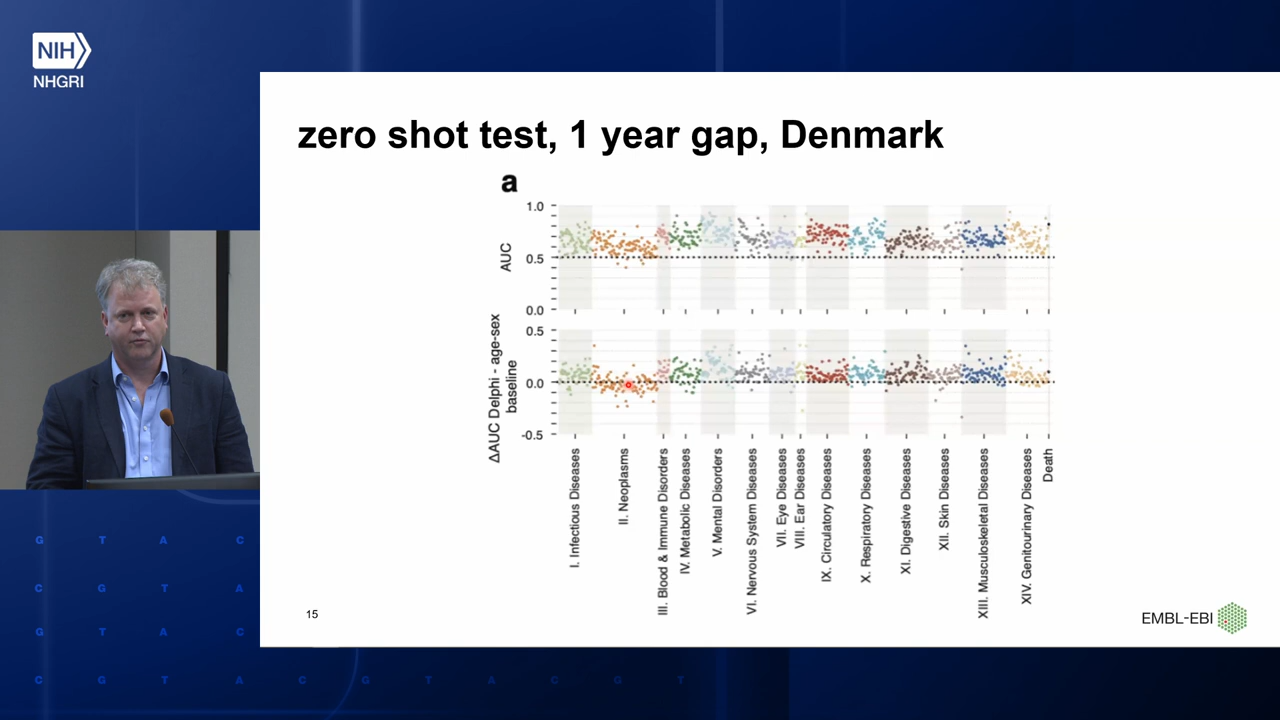 NIH
NHGRI
zero shot test, 1 year gap, Denmark
a
1.0
0.5
0.0
AUC
0.5
0.0
-0.5
ΔAUC Delphi - age-sex
baseline
I. Infectious Diseases
II. Neoplasms
III. Blood & Immune Disorders
IV. Metabolic Diseases
V. Mental Disorders
VI. Nervous System Diseases
VII. Eye Diseases
VIII. Ear Diseases
IX. Circulatory Diseases
X. Respiratory Diseases
XI. Digestive Diseases
XII. Skin Diseases
XIII. Musculoskeletal Diseases
XIV. Genitourinary Diseases
Death
15
EMBL-EBI
G T A C
C G T A
G T A C
C G T A C G T A C G T